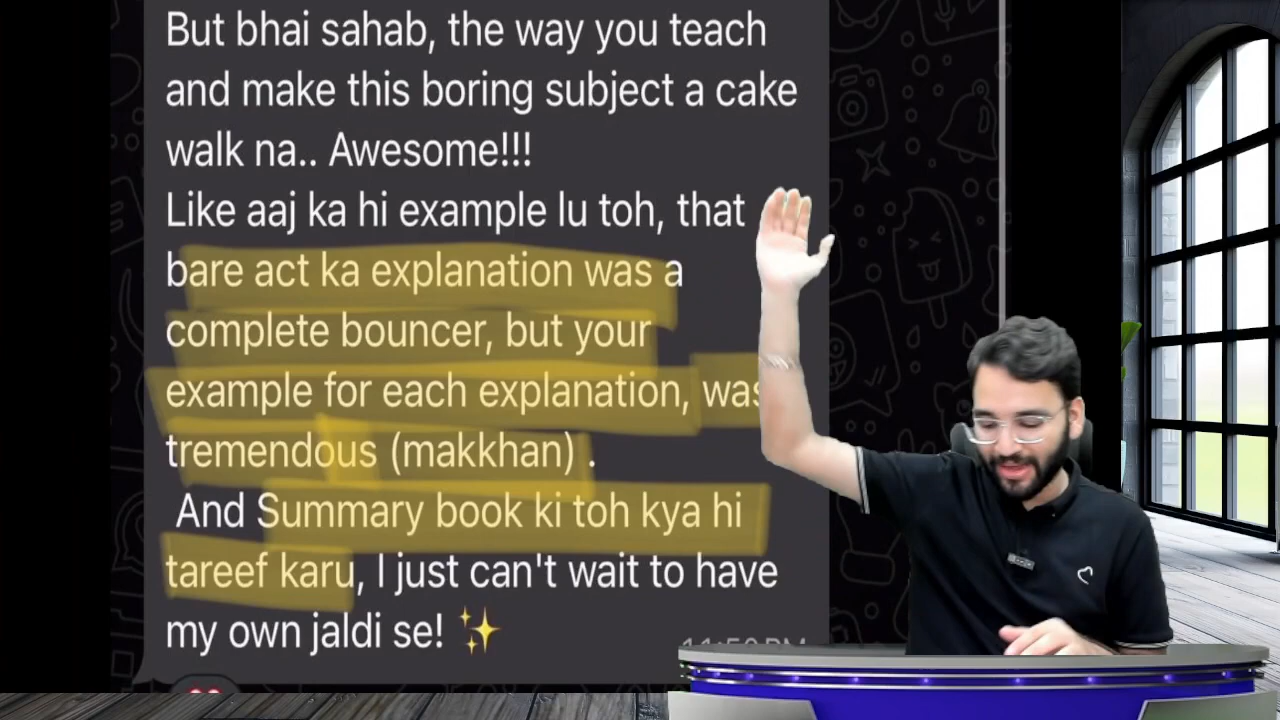 But bhai sahab, the way you teach
and make this boring subject a cake
walk na.. Awesome!!!
Like aaj ka hi example lu toh, that
bare act ka explanation was a
complete bouncer, but your
example for each explanation, was
tremendous (makkhan) .
And Summary book ki toh kya hi
tareef karu, I just can't wait to have
my own jaldi se! ✨